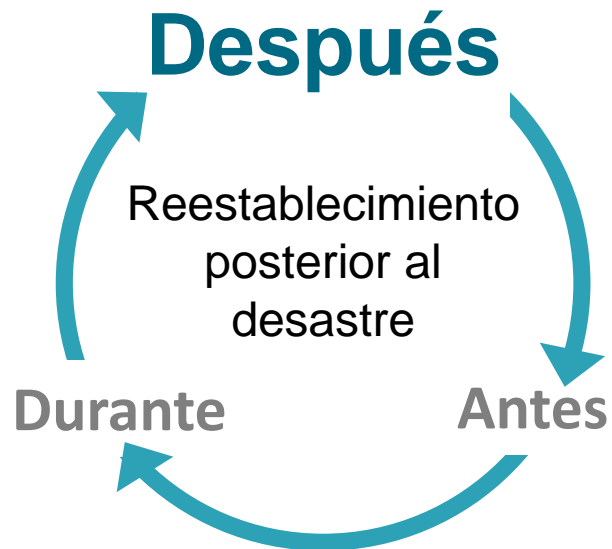 Después
Reestablecimiento
posterior al
desastre
Durante
Antes